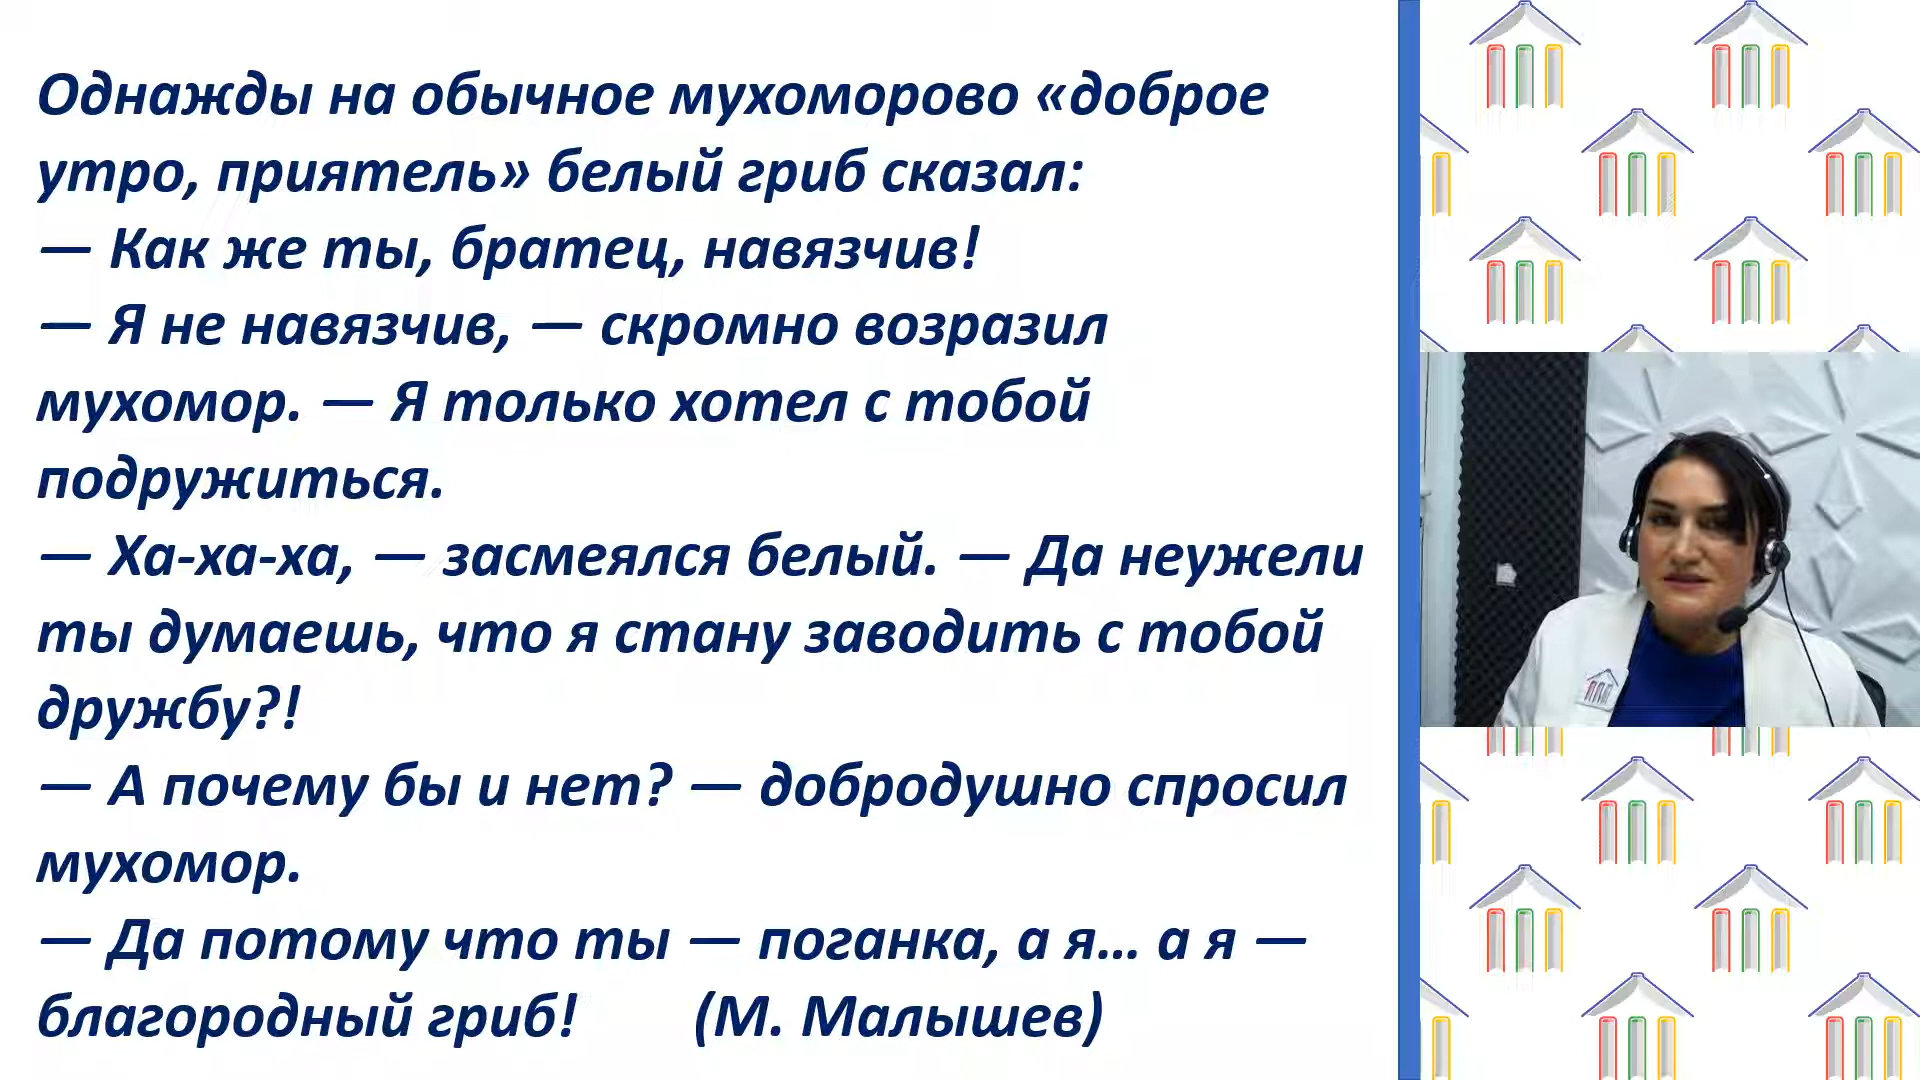 Однажды на обычное мухоморово «доброе
утро, приятель» белый гриб сказал:
— Как же ты, братец, навязчив!
— Я не навязчив, — скромно возразил
мухомор. — Я только хотел с тобой
подружиться.
— Ха-ха-ха, — засмеялся белый. — Да неужели
ты думаешь, что я стану заводить с тобой
дружбу?!
— А почему бы и нет? — добродушно спросил
мухомор.
— Да потому что ты — поганка, а я... а я —
благородный гриб! (М. Малышев)